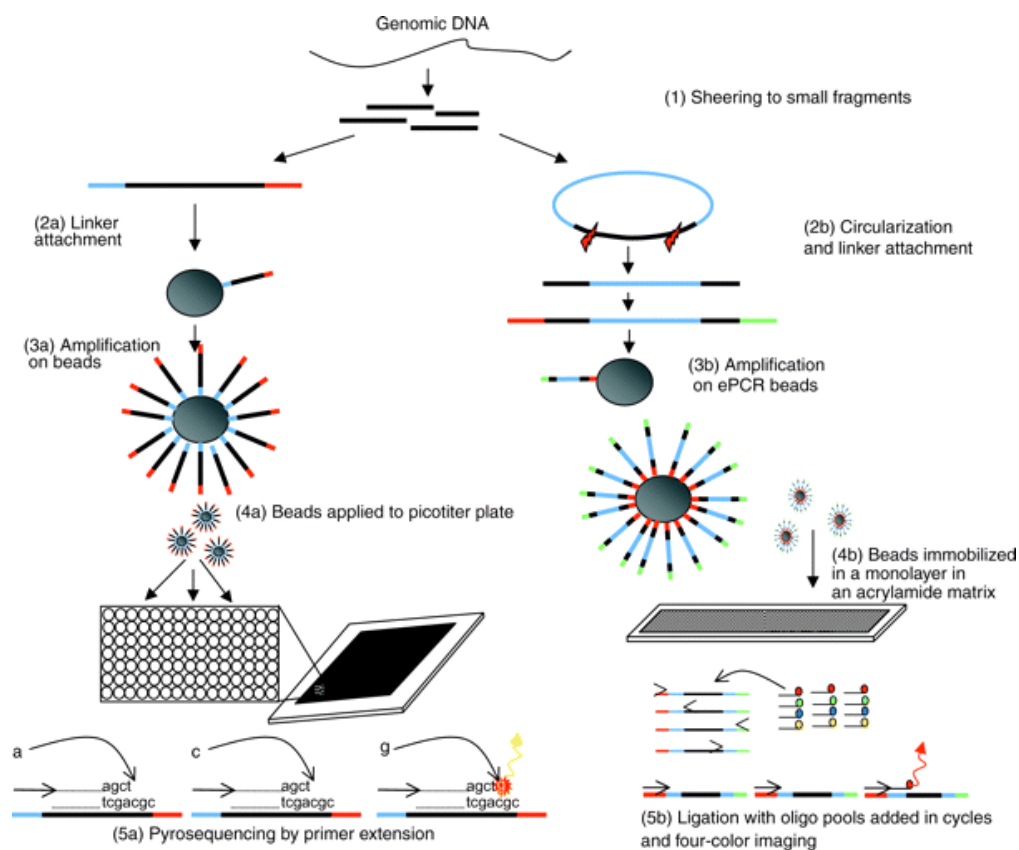 Genomic DNA
(1) Sheering to small fragments
(2a) Linker
attachment
(2b) Circularization
and linker attachment
(3a) Amplification
on beads
(3b) Amplification
on ePCR beads
(4a) Beads applied to picotiter plate
(4b) Beads immobilized
in a monolayer in
an acrylamide matrix
a
agct
tcgacgc
c
agct
tcgacgc
g
agctg
tcgacgc
(5a) Pyrosequencing by primer extension
(5b) Ligation with oligo pools added in cycles
and four-color imaging